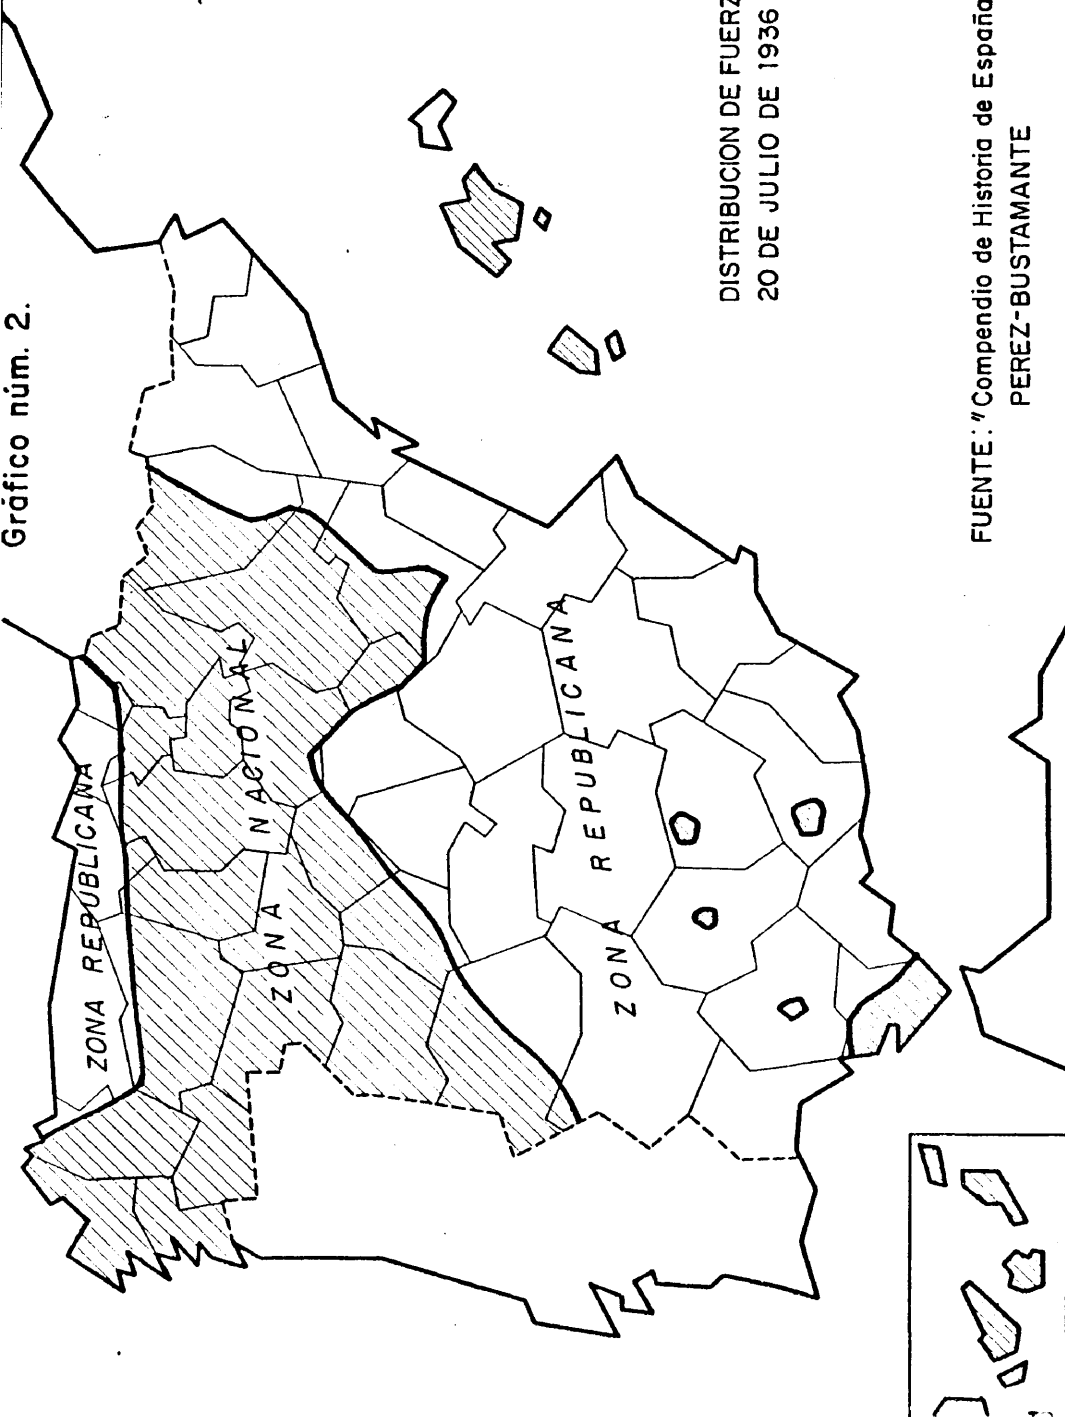 Gráfico núm. 2.
ZONA REPUBLICANA
ZONA NACIONAL
ZONA REPUBLICANA
DISTRIBUCION DE
20 DE JULIO DE 1936
FUENTE: "Compendio de Historia de España
PEREZ-BUSTAMANTE